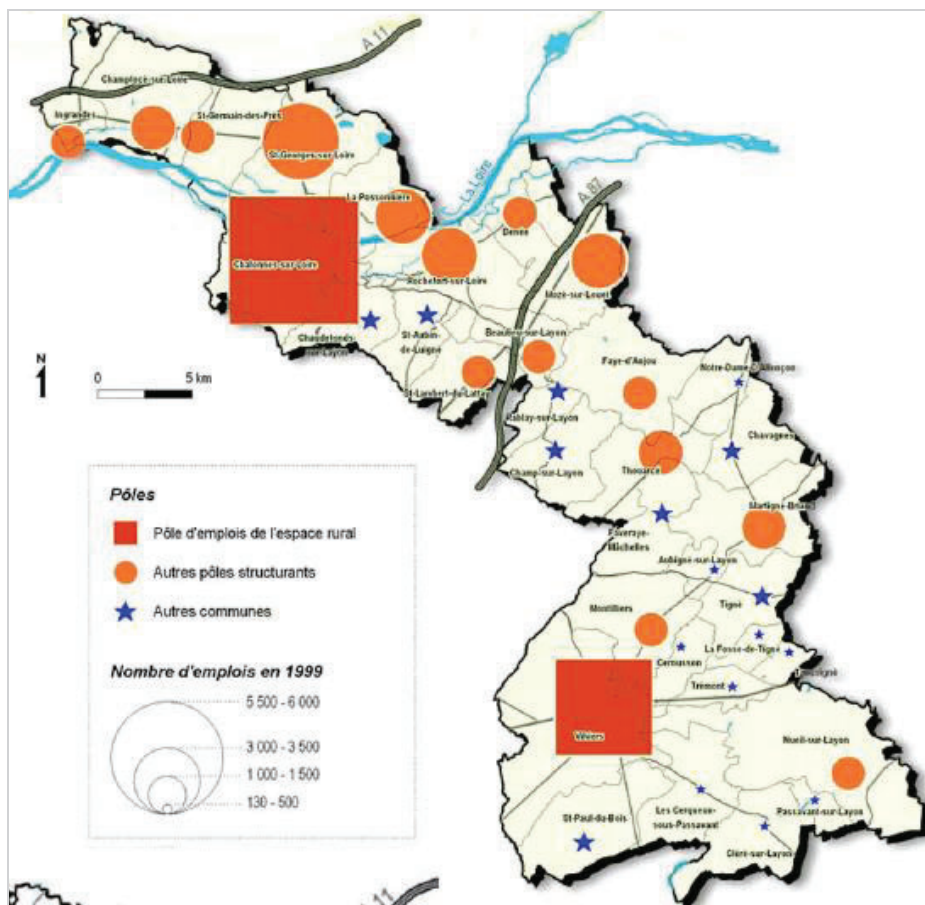 A 11
Champtocé-sur-Loire
Ingrandes
St-Germain-des-Prés
St-Georges-sur-Loire
La Loire
A 87
La Possonnière
Denée
Chalonnes-sur-Loire
Rochefort-sur-Loire
Mozé-sur-Louet
Chaudefonds-
sur-Layon
St-Aubin-
de-Luigné
Beaulieu-sur-Layon
Faye-d'Anjou
Notre-Dame-d'Allençon
St-Lambert-du-Lattay
Rablay-sur-Layon
Chavagnes
Champ-sur-Layon
Thouarcé
Martigné-Briand
Faveraye-
Mâchelles
Aubigné-sur-Layon
Tigné
Montilliers
La Fosse-de-Tigné
Cernusson
Tancoigné
Trémont
Vihiers
Nueil-sur-Layon
St-Paul-du-Bois
Les Cerqueux-
sous-Passavant
Passavant-sur-Layon
Cléré-sur-Layon
N
0 5 km
Pôles
Pôle d'emplois de l'espace rural
Autres pôles structurants
Autres communes
Nombre d'emplois en 1999
5 500 - 6 000
3 000 - 3 500
1 000 - 1 500
130 - 500
A 11